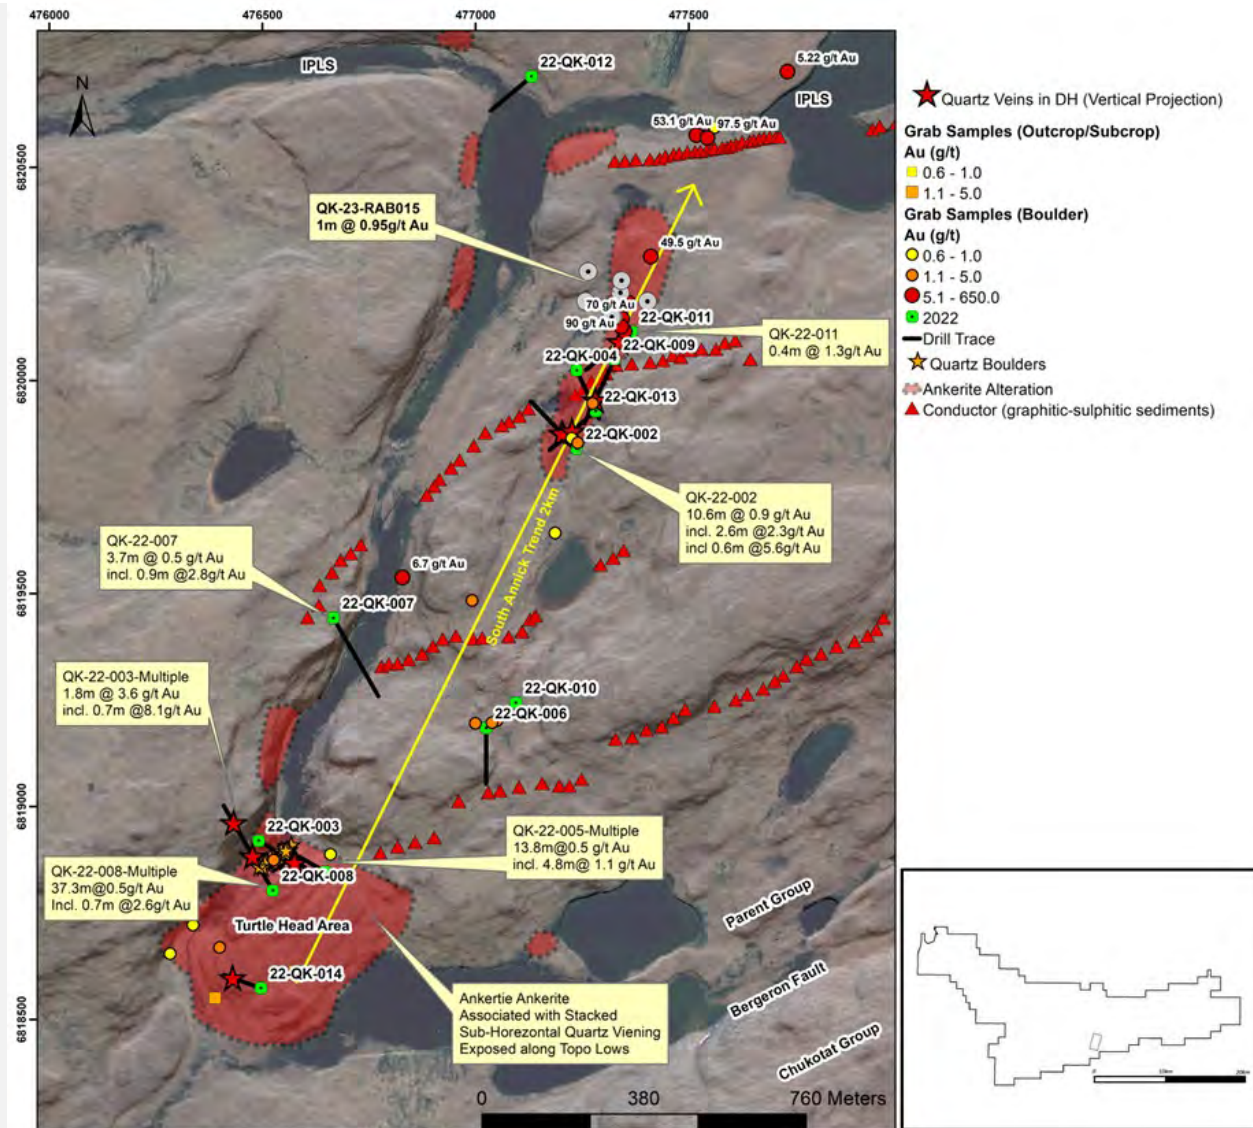 476000
476500
477000
477500
N
IPLS
22-QK-012
5.22 g/t Au
IPLS
53.1 g/t Au
97.5 g/t Au
6820500
QK-23-RAB015
1m @ 0.95g/t Au
49.5 g/t Au
70 g/t Au
90 g/t Au
22-QK-011
QK-22-011
0.4m @ 1.3g/t Au
22-QK-009
22-QK-004
6820000
22-QK-013
22-QK-002
QK-22-002
10.6m @ 0.9 g/t Au
incl. 2.6m @2.3g/t Au
incl 0.6m @5.6g/t Au
South Annick Trend 2km
QK-22-007
3.7m @ 0.5 g/t Au
incl. 0.9m @2.8g/t Au
6.7 g/t Au
22-QK-007
6819500
QK-22-003-Multiple
1.8m @ 3.6 g/t Au
incl. 0.7m @8.1g/t Au
22-QK-010
22-QK-006
6819000
22-QK-003
QK-22-005-Multiple
13.8m@0.5 g/t Au
incl. 4.8m@ 1.1 g/t Au
QK-22-008-Multiple
37.3m@0.5g/t Au
Incl. 0.7m @2.6g/t Au
22-QK-008
Turtle Head Area
22-QK-014
Parent Group
Bergeron Fault
Chukotat Group
Ankertie Ankerite
Associated with Stacked
Sub-Horezontal Quartz Viening
Exposed along Topo Lows
6818500
0 380 760 Meters
Quartz Veins in DH (Vertical Projection)
Grab Samples (Outcrop/Subcrop)
Au (g/t)
0.6 - 1.0
1.1 - 5.0
Grab Samples (Boulder)
Au (g/t)
0.6 - 1.0
1.1 - 5.0
5.1 - 650.0
2022
Drill Trace
Quartz Boulders
Ankerite Alteration
Conductor (graphitic-sulphitic sediments)
0